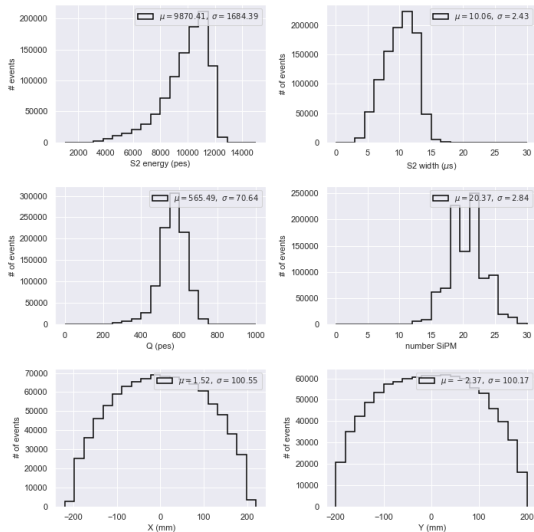 μ = 9870.41, σ = 1684.39
# of events
200000
150000
100000
50000
0
2000 4000 6000 8000 10000 12000 14000
S2 energy (pes)
μ = 10.06, σ = 2.43
# of events
200000
150000
100000
50000
0
0 5 10 15 20 25 30
S2 width (μs)
μ = 565.49, σ = 70.64
# of events
300000
250000
200000
150000
100000
50000
0
0 200 400 600 800 1000
Q (pes)
μ = 20.37, σ = 2.84
# of events
250000
200000
150000
100000
50000
0
0 5 10 15 20 25 30
number SiPM
μ = 1.52, σ = 100.55
# of events
70000
60000
50000
40000
30000
20000
10000
0
−200 −100 0 100 200
X (mm)
μ = −2.37, σ = 100.17
# of events
60000
50000
40000
30000
20000
10000
0
−200 −100 0 100 200
Y (mm)